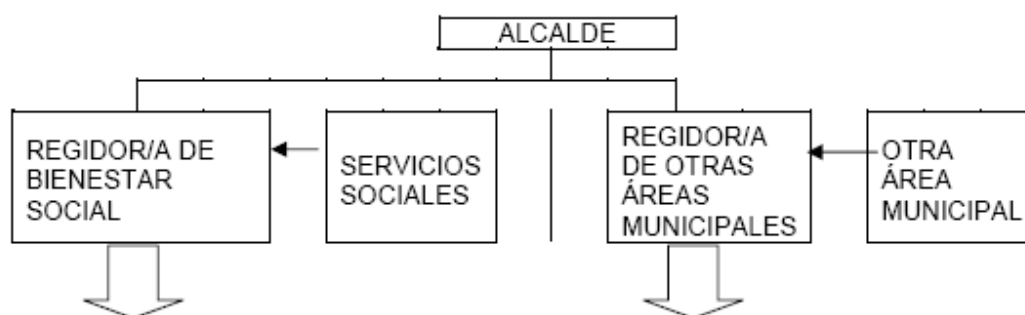 ALCALDE
REGIDOR/A DE
BIENESTAR
SOCIAL
SERVICIOS
SOCIALES
REGIDOR/A
DE OTRAS
ÁREAS
MUNICIPALES
OTRA
ÁREA
MUNICIPAL